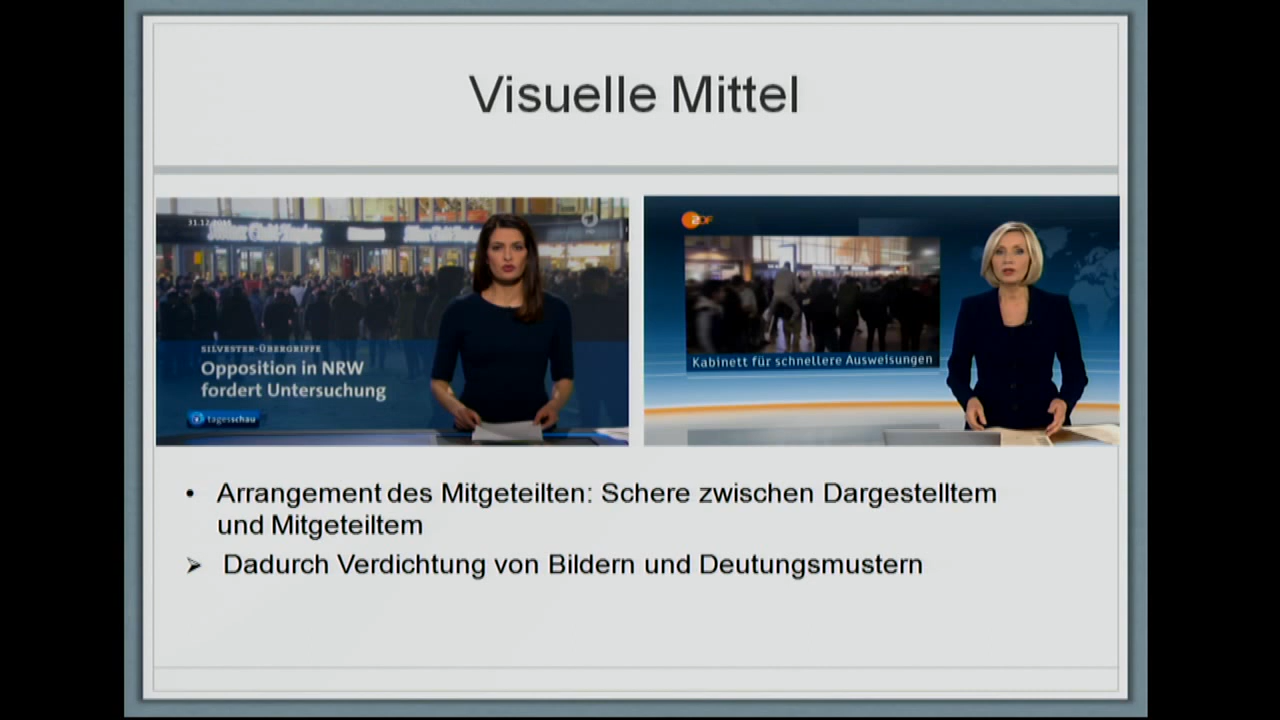 Visuelle Mittel
SILVESTER-ÜBERGRIFFE
Opposition in NRW
fordert Untersuchung
tagesschau
ZDF
Kabinett für schnellere Ausweisungen
• Arrangement des Mitgeteilten: Schere zwischen Dargestelltem
und Mitgeteiltem
➢ Dadurch Verdichtung von Bildern und Deutungsmustern